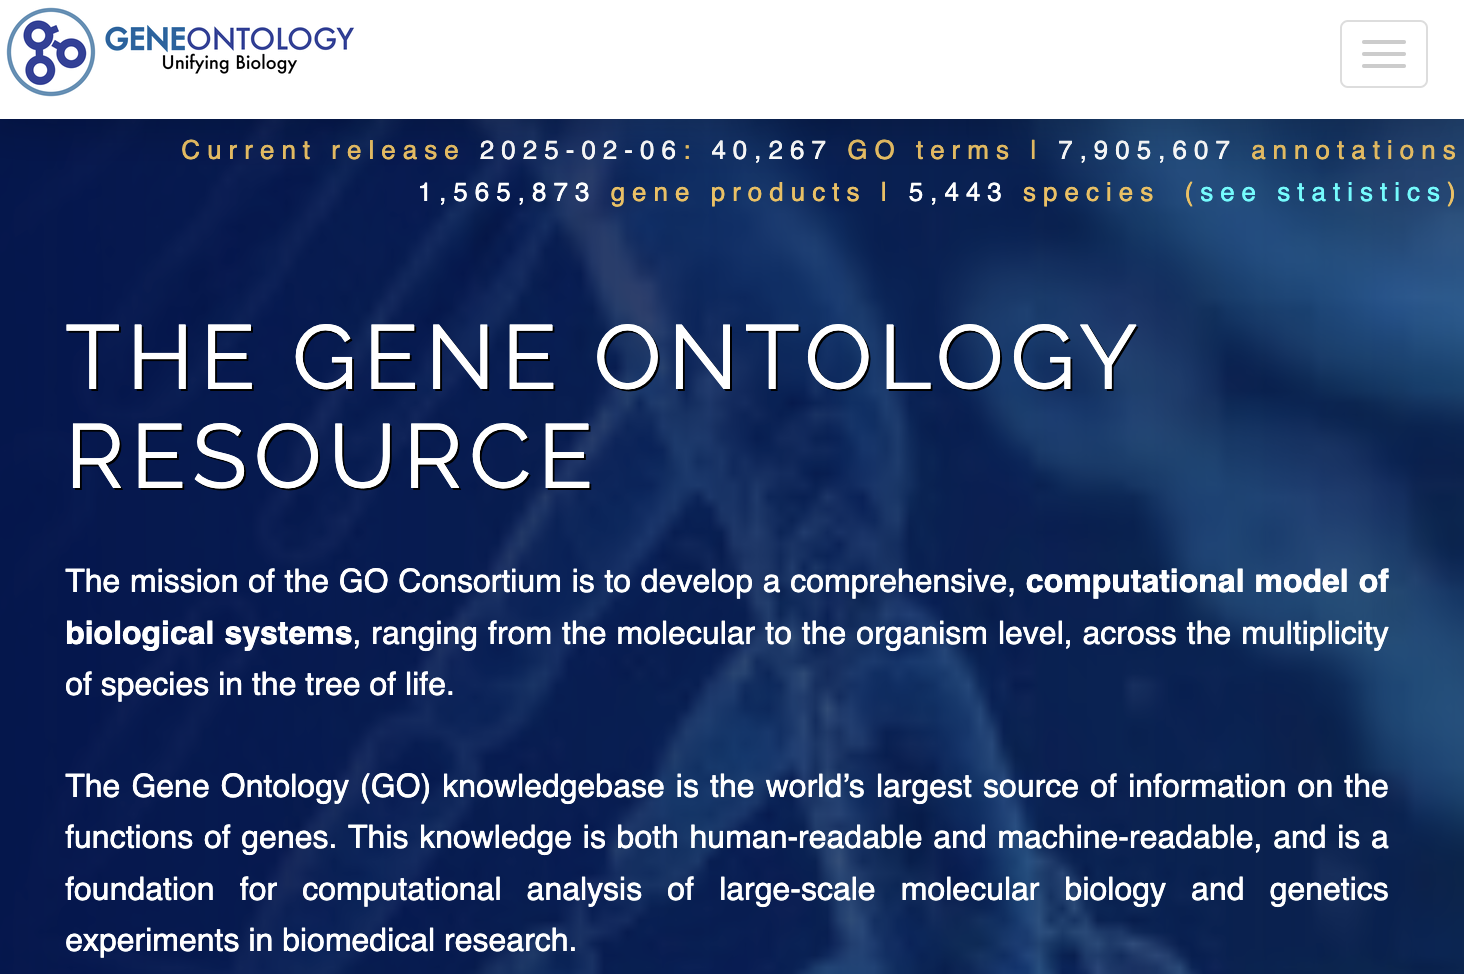 GENEONTOLOGY
Unifying Biology
Current release 2025-02-06: 40,267 GO terms | 7,905,607 annotations
1,565,873 gene products | 5,443 species (see statistics)
THE GENE ONTOLOGY
RESOURCE
The mission of the GO Consortium is to develop a comprehensive, computational model of
biological systems, ranging from the molecular to the organism level, across the multiplicity
of species in the tree of life.
The Gene Ontology (GO) knowledgebase is the world’s largest source of information on the
functions of genes. This knowledge is both human-readable and machine-readable, and is a
foundation for computational analysis of large-scale molecular biology and genetics
experiments in biomedical research.